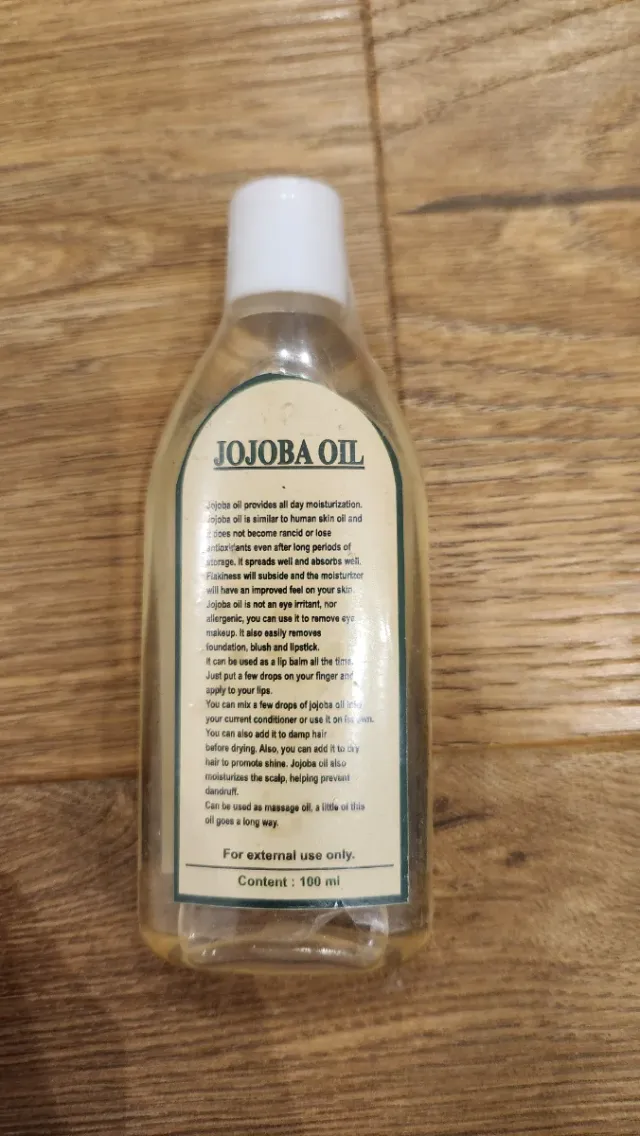 JOJOBA OIL
Jojoba oil provides all day moisturization.
Jojoba oil is similar to human skin oil and
it does not become rancid or lose
antioxidants even after long periods of
storage. It spreads well and absorbs well.
Flakiness will subside and the moisturizer
will have an improved feel on your skin.
Jojoba oil is not an eye irritant, nor
allergenic, you can use it to remove eye
makeup. It also easily removes
foundation, blush and lipstick.
It can be used as a lip balm all the time.
Just put a few drops on your finger and
apply to your lips.
You can mix a few drops of jojoba oil into
your current conditioner or use it on its own.
You can also add it to damp hair
before drying. Also, you can add it to dry
hair to promote shine. Jojoba oil also
moisturizes the scalp, helping prevent
dandruff.
Can be used as massage oil, a little of this
oil goes a long way.
For external use only.
Content : 100 ml